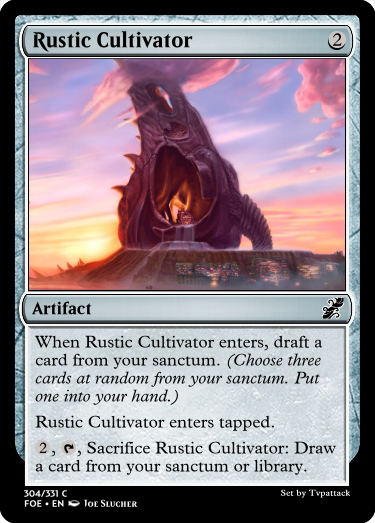 Rustic Cultivator 2
Artifact
When Rustic Cultivator enters, draft a
card from your sanctum. (Choose three
cards at random from your sanctum. Put
one into your hand.)
Rustic Cultivator enters tapped.
2, , Sacrifice Rustic Cultivator: Draw
a card from your sanctum or library.
304/331 C
FOE • EN Joe Slucher
Set by Tvpattack